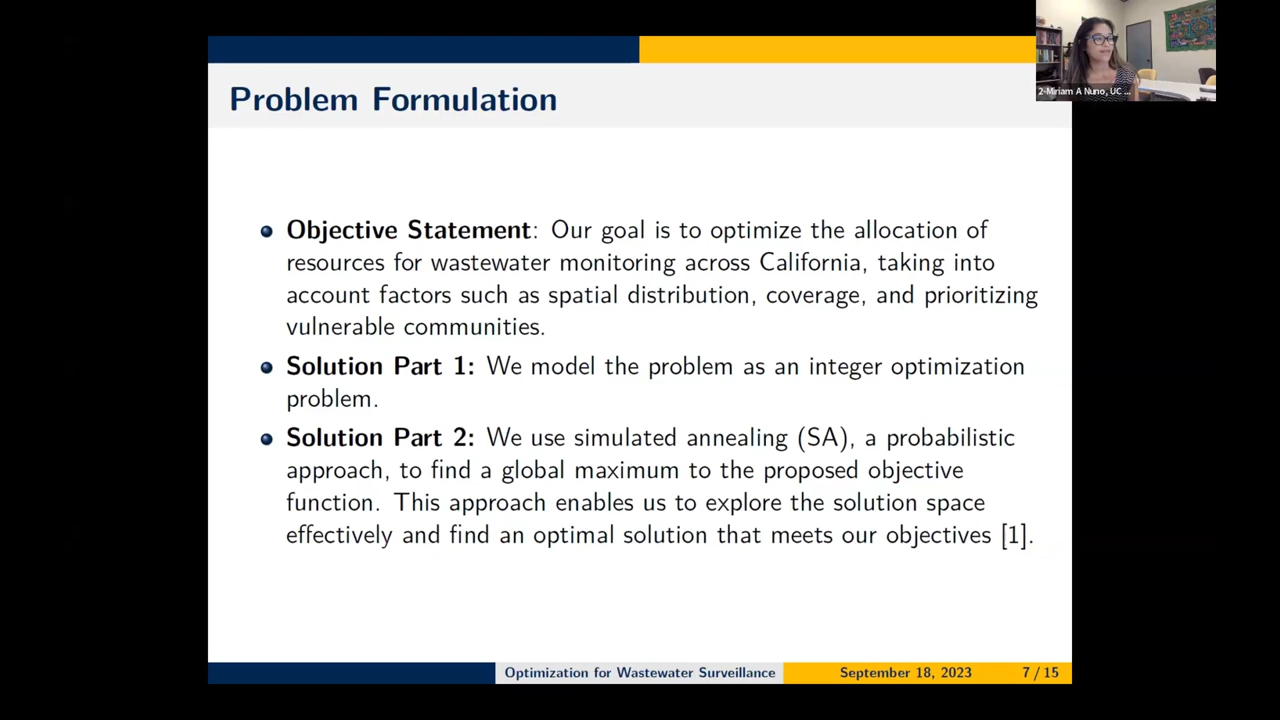 2-Miriam A Nuno, UC ...
Problem Formulation
Objective Statement: Our goal is to optimize the allocation of
resources for wastewater monitoring across California, taking into
account factors such as spatial distribution, coverage, and prioritizing
vulnerable communities.
Solution Part 1: We model the problem as an integer optimization
problem.
Solution Part 2: We use simulated annealing (SA), a probabilistic
approach, to find a global maximum to the proposed objective
function. This approach enables us to explore the solution space
effectively and find an optimal solution that meets our objectives [1].
Optimization for Wastewater Surveillance September 18, 2023 7 / 15